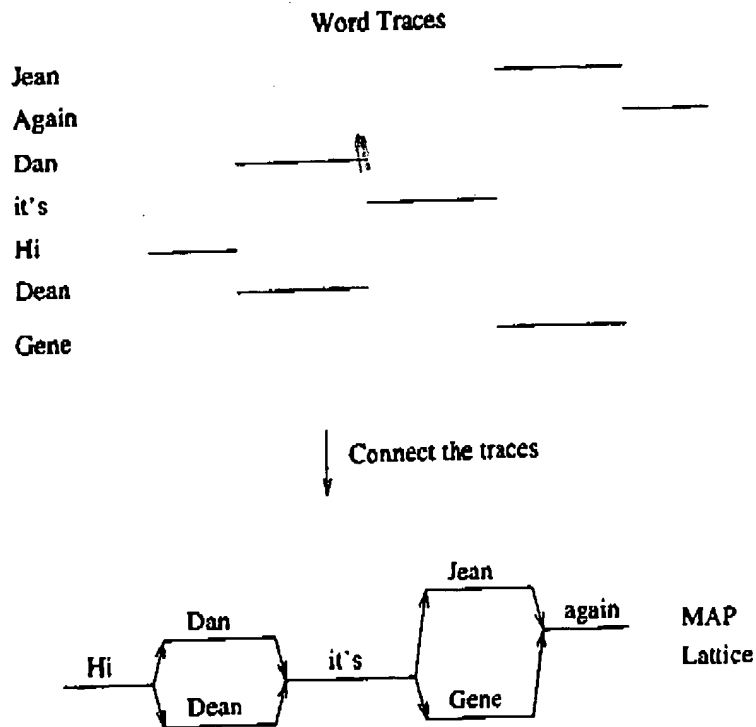 Word Traces
Jean
Again
Dan
it's
Hi
Dean
Gene
Connect the traces
Jean
Dan
again
MAP
Hi
it's
Lattice
Dean
Gene